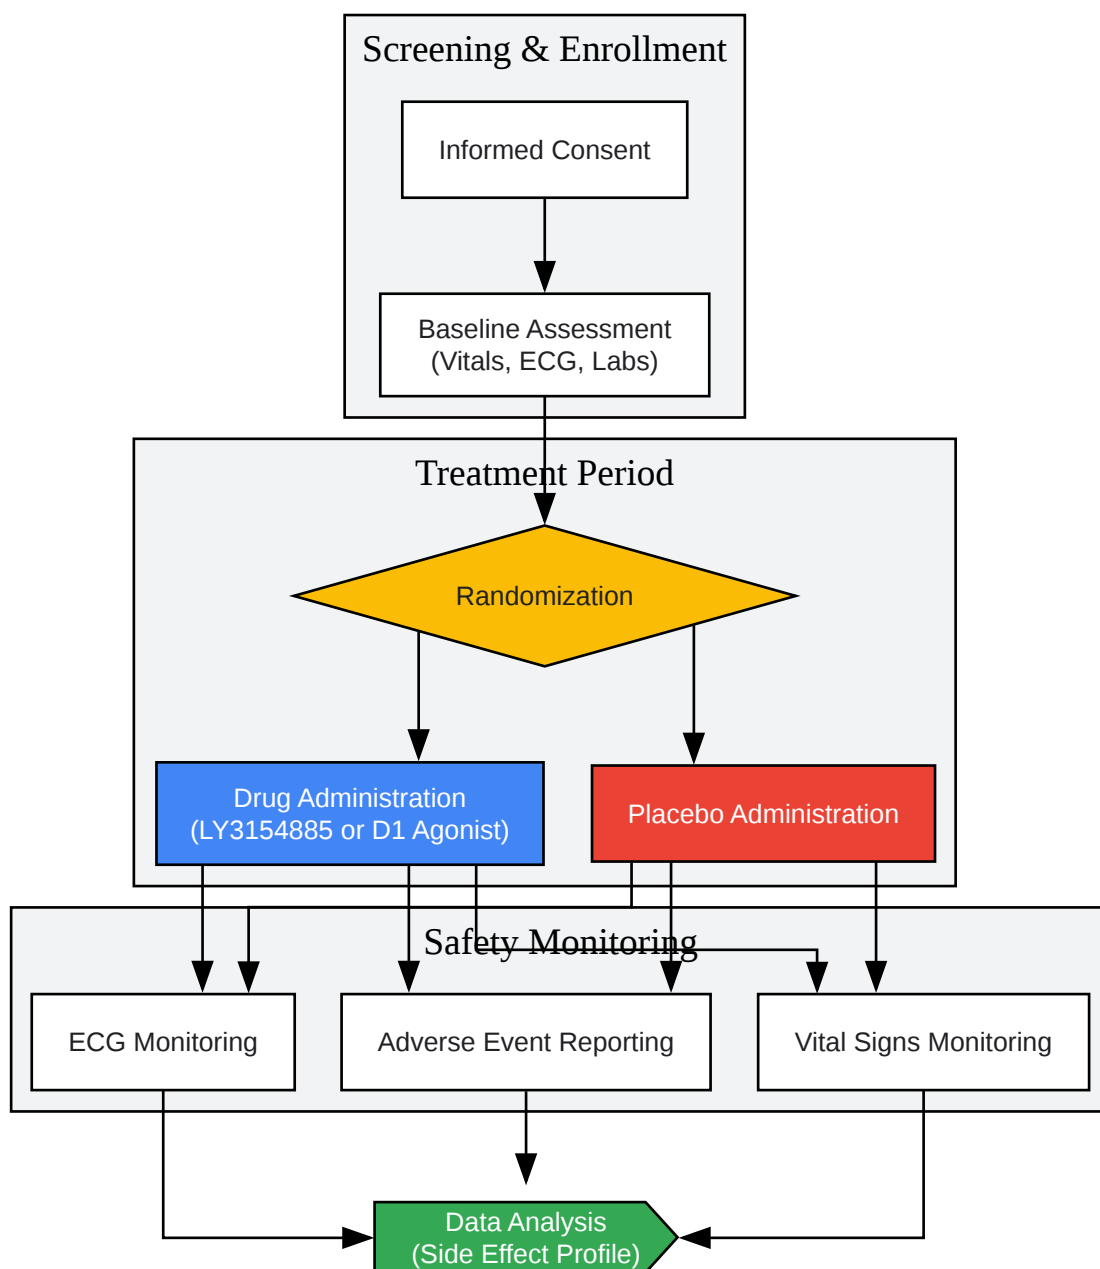 Screening & Enrollment
Informed Consent
Baseline Assessment
(Vitals, ECG, Labs)
Treatment Period
Randomization
Drug Administration
(LY3154885 or D1 Agonist)
Placebo Administration
Safety Monitoring
ECG Monitoring
Adverse Event Reporting
Vital Signs Monitoring
Data Analysis
(Side Effect Profile)